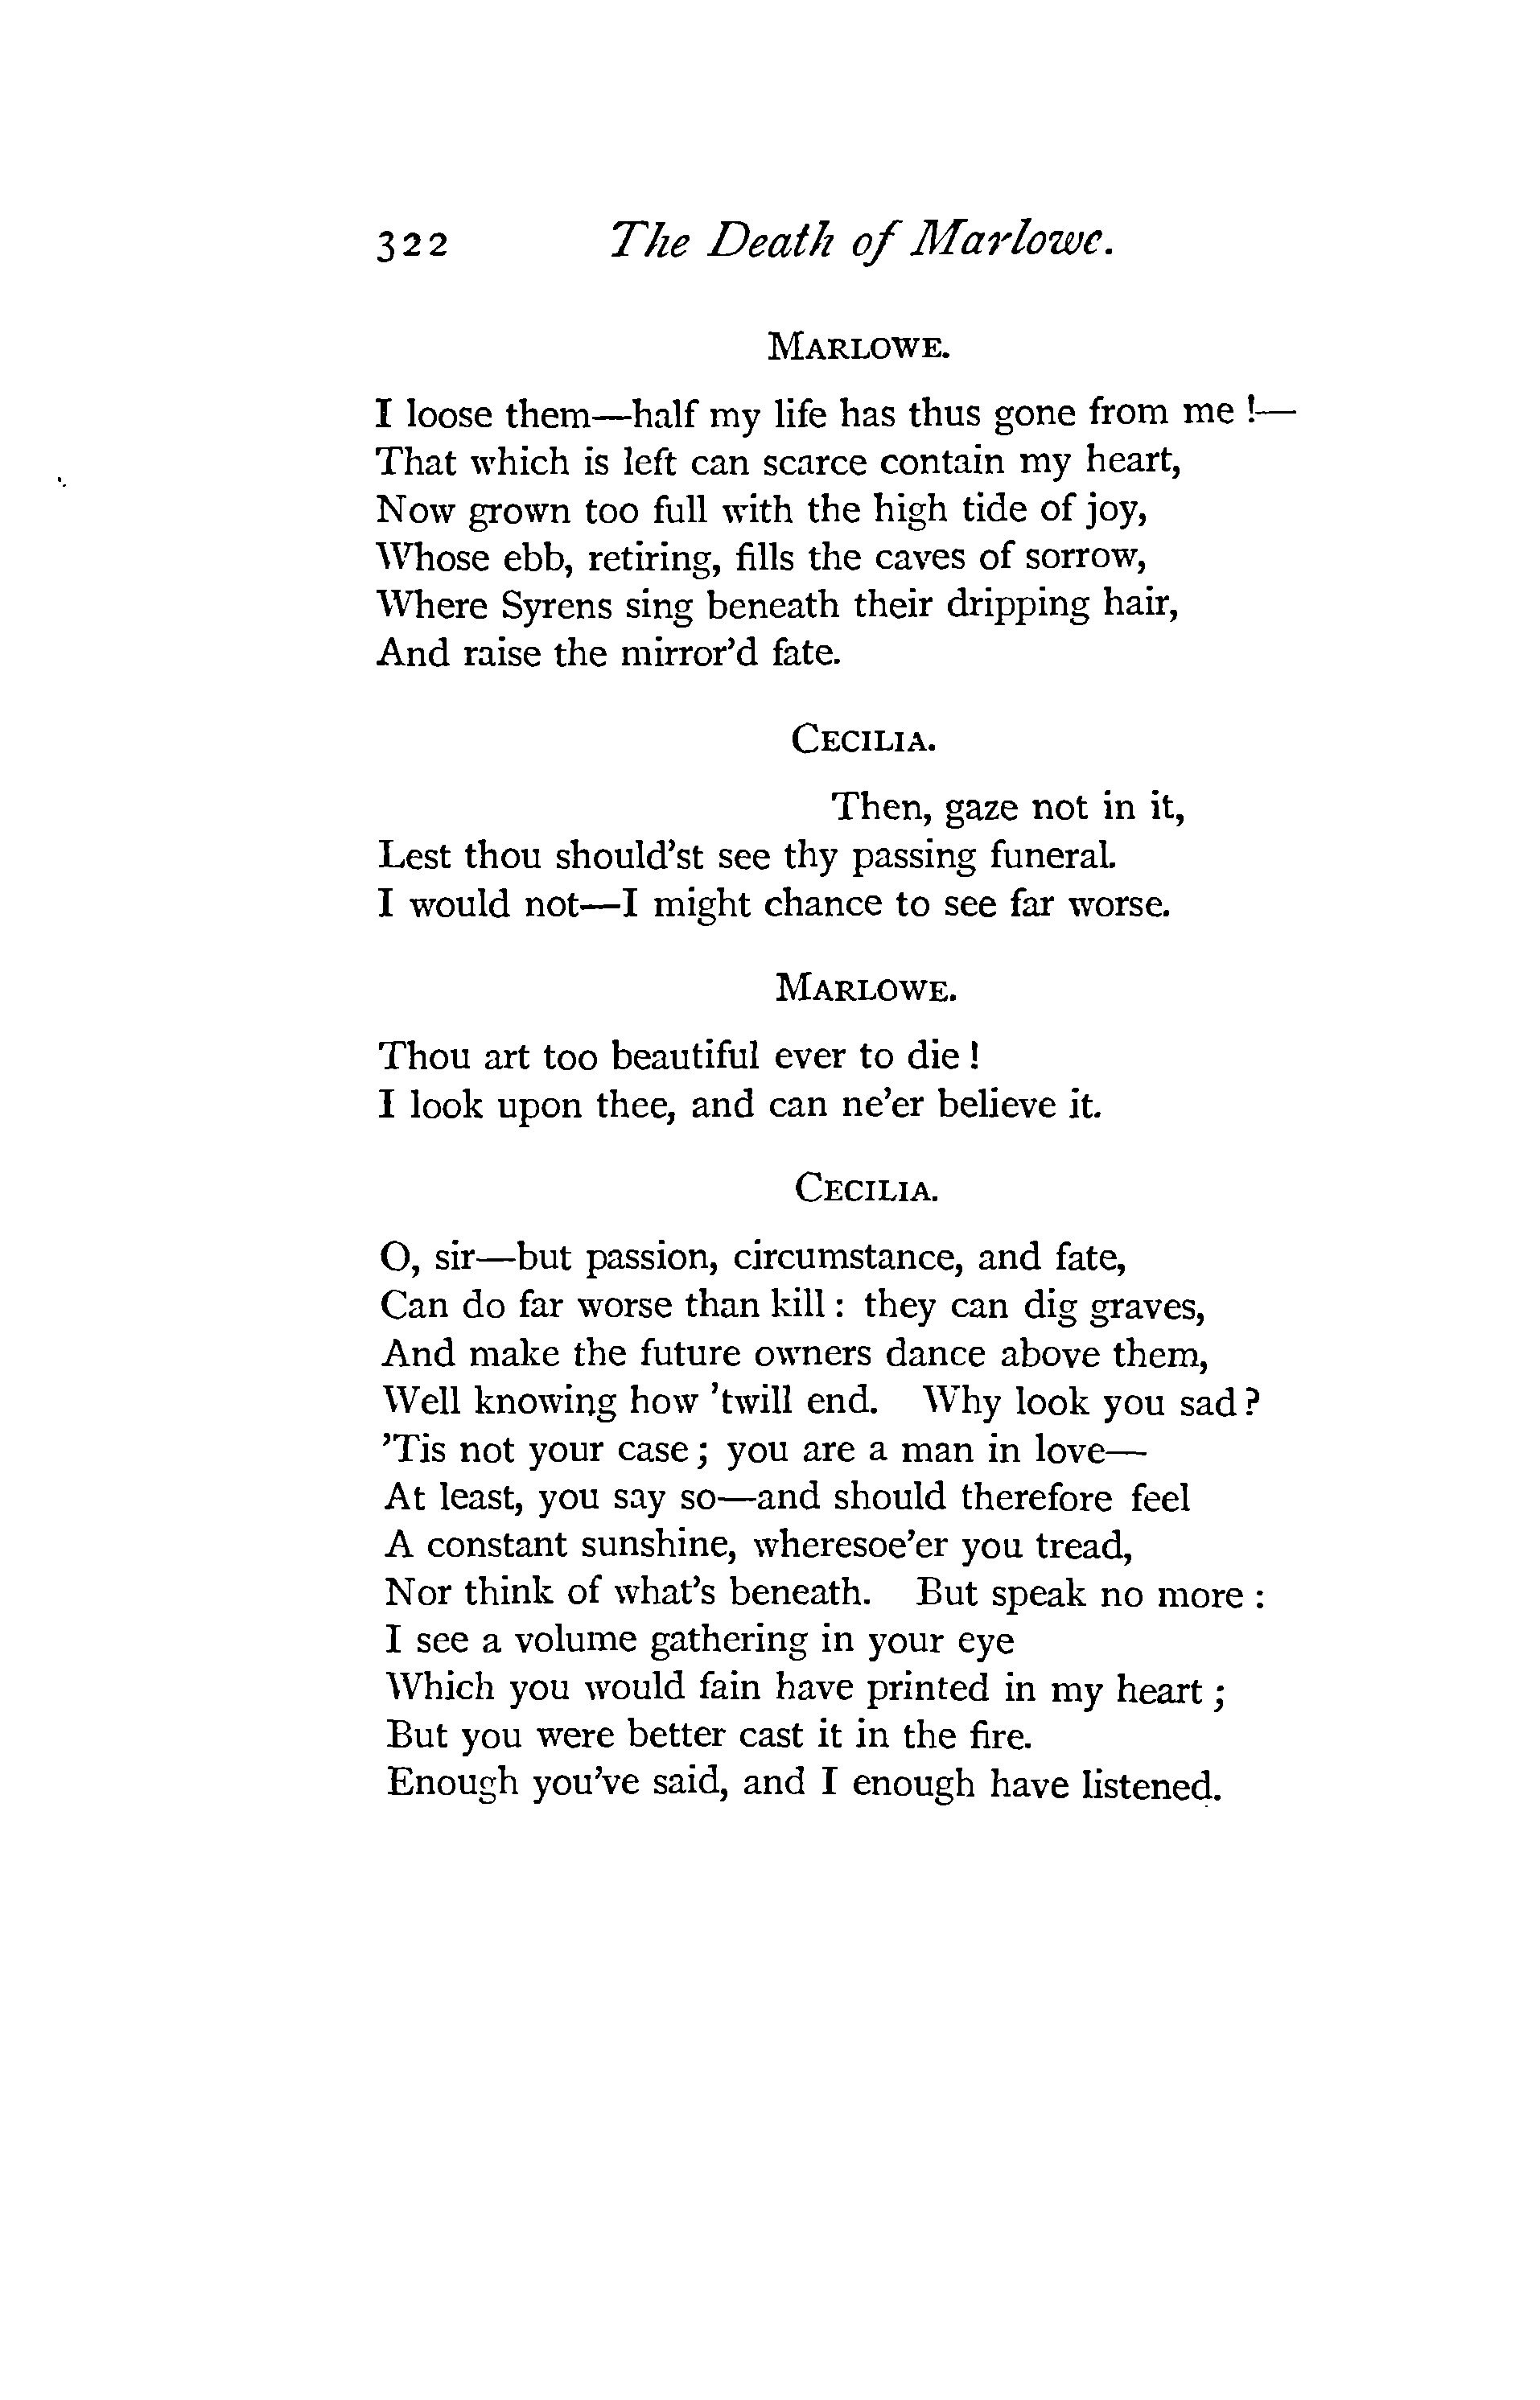 322 The Death of Marlowe.
MARLOWE.
I loose them—half my life has thus gone from me !—
That which is left can scarce contain my heart,
Now grown too full with the high tide of joy,
Whose ebb, retiring, fills the caves of sorrow,
Where Syrens sing beneath their dripping hair,
And raise the mirror'd fate.
CECILIA.
Then, gaze not in it,
Lest thou should'st see thy passing funeral.
I would not—I might chance to see far worse.
MARLOWE.
Thou art too beautiful ever to die !
I look upon thee, and can ne'er believe it.
CECILIA.
O, sir—but passion, circumstance, and fate,
Can do far worse than kill : they can dig graves,
And make the future owners dance above them,
Well knowing how 'twill end. Why look you sad ?
'Tis not your case ; you are a man in love—
At least, you say so—and should therefore feel
A constant sunshine, wheresoe'er you tread,
Nor think of what's beneath. But speak no more :
I see a volume gathering in your eye
Which you would fain have printed in my heart ;
But you were better cast it in the fire.
Enough you've said, and I enough have listened.